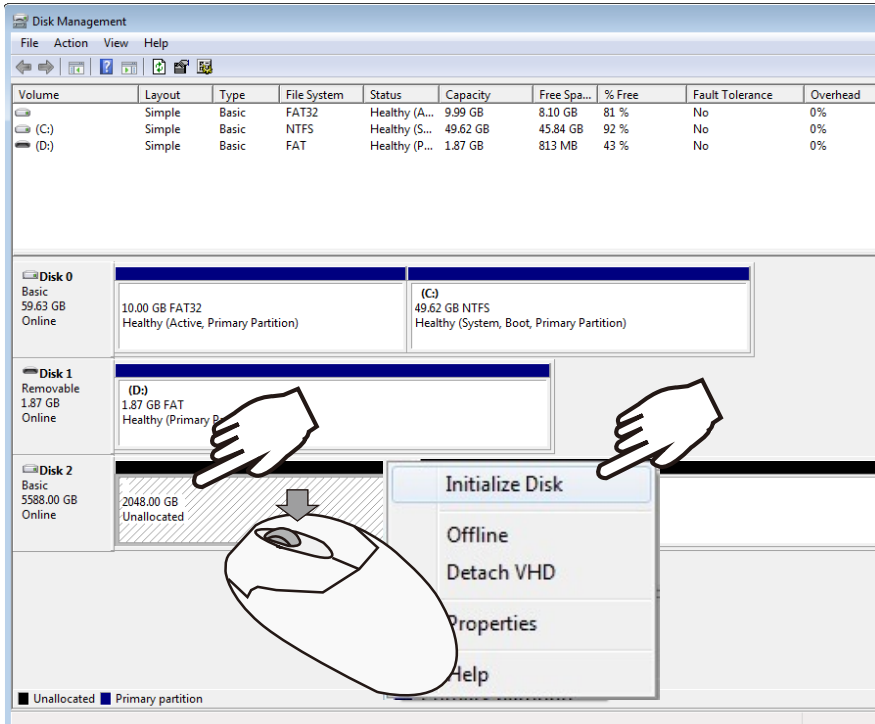 Disk Management
File Action View Help
Volume Layout Type File System Status Capacity Free Spa... % Free Fault Tolerance Overhead
Simple Basic FAT32 Healthy (A... 9.99 GB 8.10 GB 81 % No 0%
(C:) Simple Basic NTFS Healthy (S... 49.62 GB 45.84 GB 92 % No 0%
(D:) Simple Basic FAT Healthy (P... 1.87 GB 813 MB 43 % No 0%
Disk 0
Basic
59.63 GB
Online
10.00 GB FAT32
Healthy (Active, Primary Partition)
(C:)
49.62 GB NTFS
Healthy (System, Boot, Primary Partition)
Disk 1
Removable
1.87 GB
Online
(D:)
1.87 GB FAT
Healthy (Primary
Disk 2
Basic
5588.00 GB
Online
2048.00 GB
Unallocated
Initialize Disk
Offline
Detach VHD
Properties
Help
Unallocated Primary partition